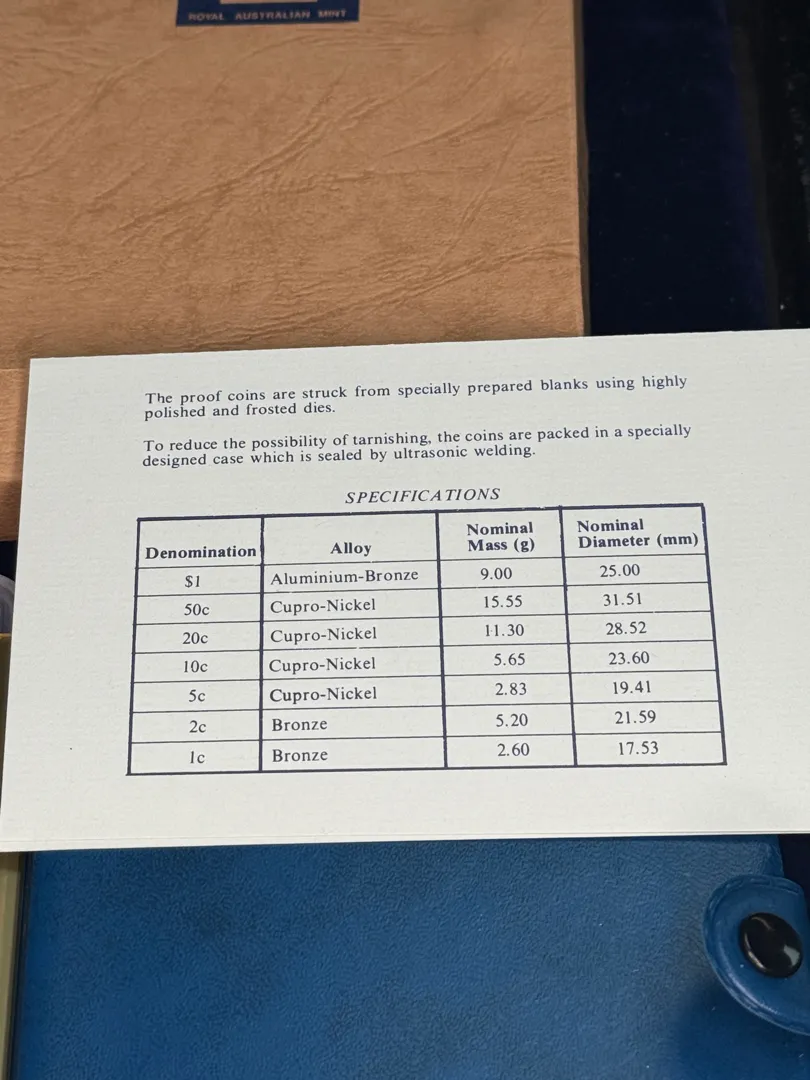 ROYAL AUSTRALIAN MINT
The proof coins are struck from specially prepared blanks using highly
polished and frosted dies.
To reduce the possibility of tarnishing, the coins are packed in a specially
designed case which is sealed by ultrasonic welding.
SPECIFICATIONS
Denomination Alloy Nominal Mass (g) Nominal Diameter (mm)
$1 Aluminium-Bronze 9.00 25.00
50c Cupro-Nickel 15.55 31.51
20c Cupro-Nickel 11.30 28.52
10c Cupro-Nickel 5.65 23.60
5c Cupro-Nickel 2.83 19.41
2c Bronze 5.20 21.59
1c Bronze 2.60 17.53